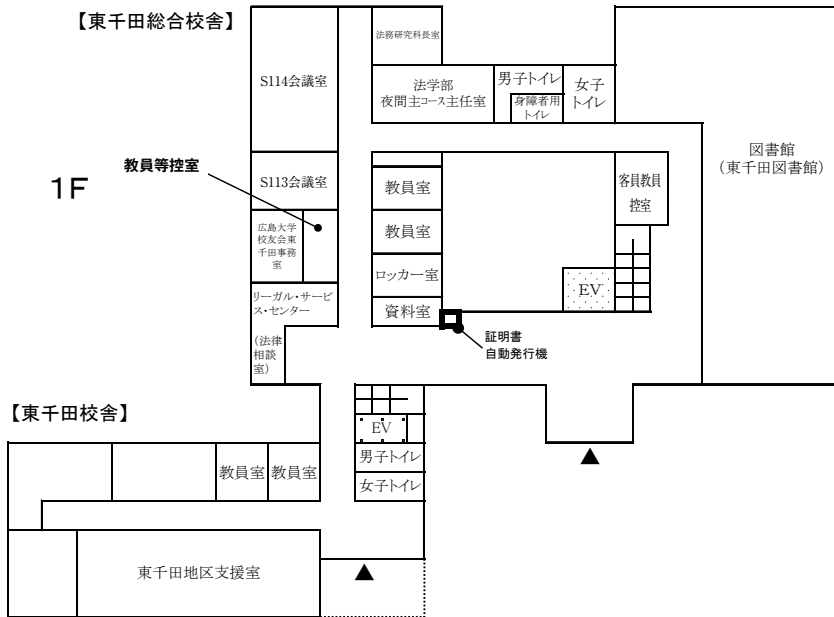 【東千田総合校舎】
法務研究科長室
S114会議室
法学部
夜間主コース主任室
男子トイレ
身障者用
トイレ
女子
トイレ
図書館
(東千田図書館)
1F
教員等控室
S113会議室
教員室
客員教員
控室
広島大学
校友会東
千田事務
室
教員室
ロッカー室
EV
リーガル・サービ
ス・センター
資料室
(法律
相談
室)
証明書
自動発行機
【東千田校舎】
EV
男子トイレ
教員室
教員室
女子トイレ
東千田地区支援室